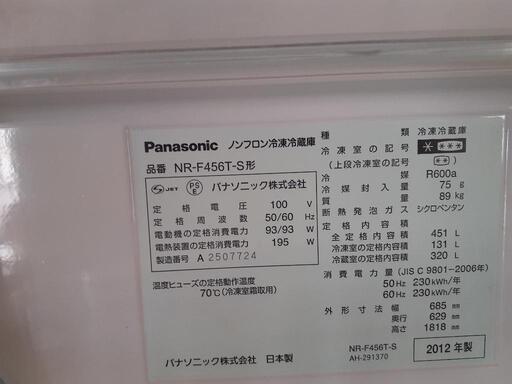 Panasonic ノンフロン冷凍冷蔵庫
品番 NR-F456T-S形
S JET PS E パナソニック株式会社
定格電圧 100 V
定格周波数 50/60 Hz
電動機の定格消費電力 93/93 W
電熱装置の定格消費電力 195 W
製造番号 A 2507724
温度ヒューズの定格動作温度
70℃(冷凍室霜取用)
パナソニック株式会社 日本製
種類 冷凍冷蔵庫
冷凍室の記号 * ***
(上段冷凍室の記号 **)
冷媒 R600a
冷媒封入量 75 g
質量 89 kg
断熱発泡ガス シクロペンタン
定格内容積
全定格内容積 451 L
冷凍室の定格内容積 131 L
冷蔵室の定格内容積 320 L
消費電力量 (JIS C 9801-2006年)
50Hz 230 kWh/年
60Hz 230 kWh/年
外形寸法 幅 685 mm
奥行 629 mm
高さ 1818 mm
NR-F456T-S
AH-291370
2012 年製